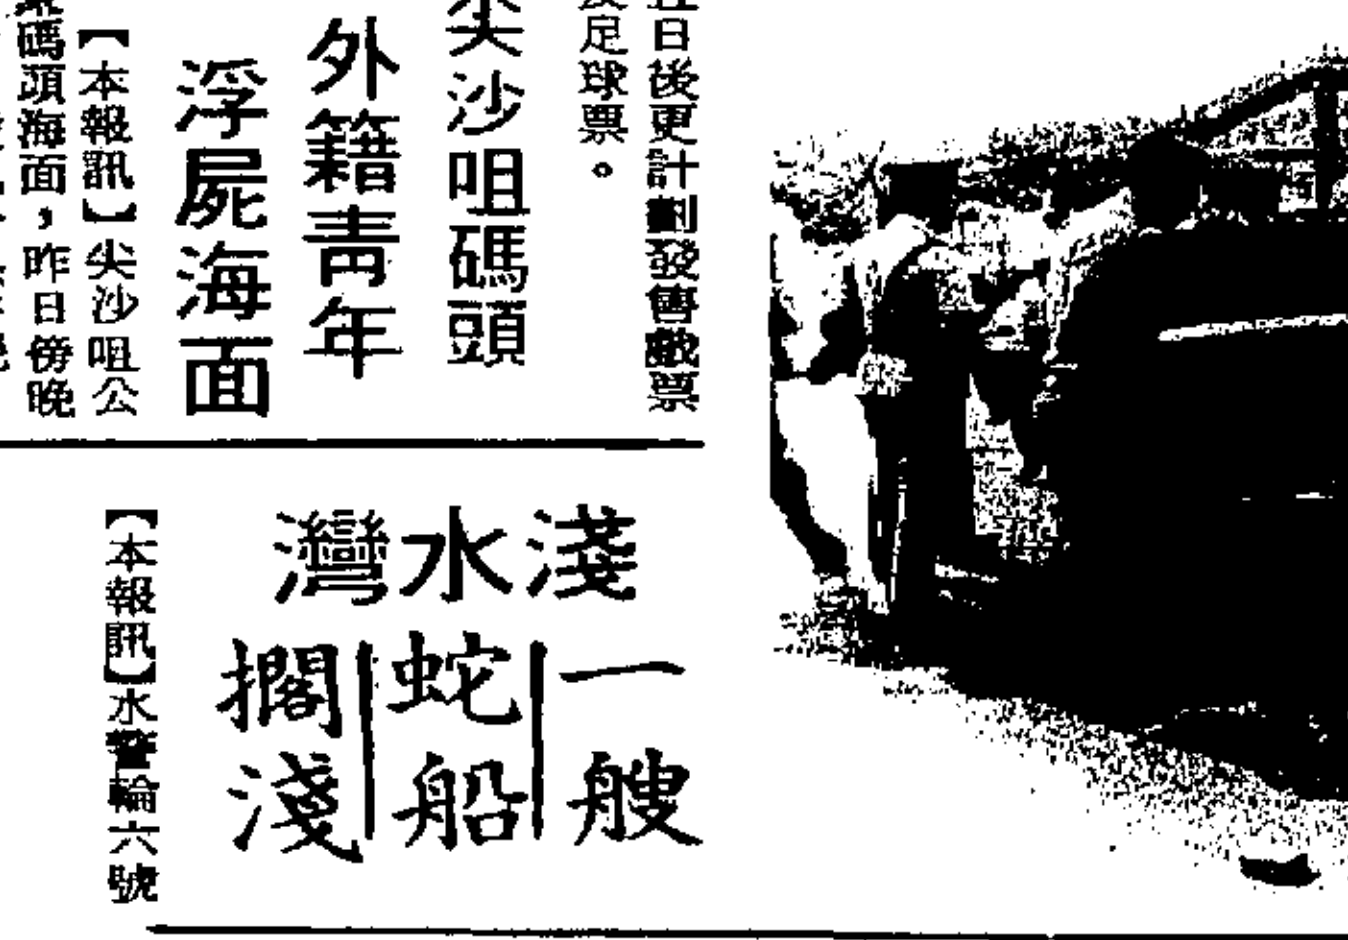 日後更計劃發售戲票
足球票。
尖沙咀碼頭
外籍青年
浮屍海面
【本報訊】尖沙咀公
碼頭海面，昨日傍晚
淺水灣
一艘
蛇船
擱淺
【本報訊】水警輪六號